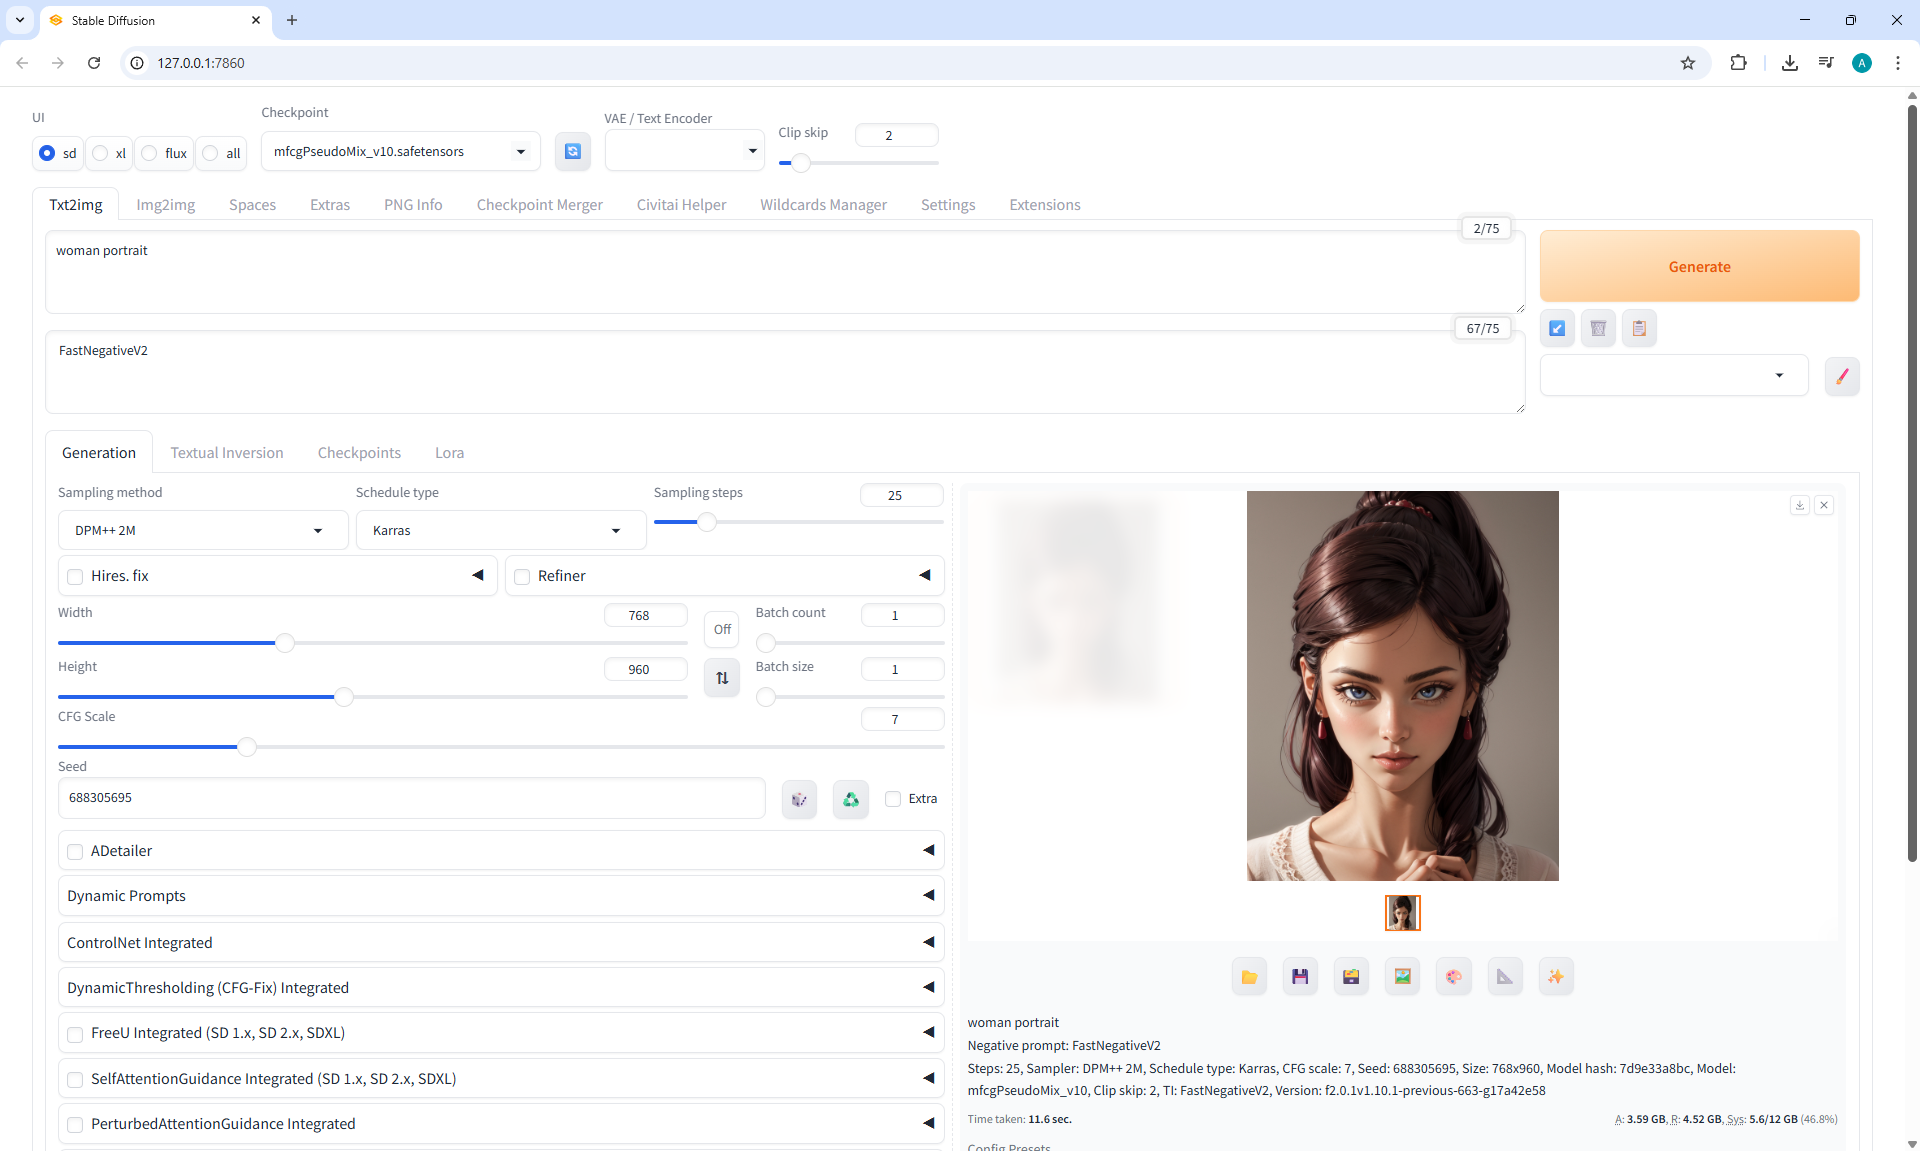 Stable Diffusion
127.0.0.1:7860
A
UI
Checkpoint
VAE / Text Encoder
Clip skip
2
sd
xl
flux
all
mfcgPseudoMix_v10.safetensors
Txt2img
Img2img
Spaces
Extras
PNG Info
Checkpoint Merger
Civitai Helper
Wildcards Manager
Settings
Extensions
2/75
woman portrait
Generate
67/75
FastNegativeV2
Generation
Textual Inversion
Checkpoints
Lora
Sampling method
Schedule type
Sampling steps
25
DPM++ 2M
Karras
Hires. fix
Refiner
Width
768
Off
Batch count
1
Height
960
Batch size
1
CFG Scale
7
Seed
688305695
Extra
ADetailer
Dynamic Prompts
ControlNet Integrated
DynamicThresholding (CFG-Fix) Integrated
FreeU Integrated (SD 1.x, SD 2.x, SDXL)
SelfAttentionGuidance Integrated (SD 1.x, SD 2.x, SDXL)
PerturbedAttentionGuidance Integrated
woman portrait
Negative prompt: FastNegativeV2
Steps: 25, Sampler: DPM++ 2M, Schedule type: Karras, CFG scale: 7, Seed: 688305695, Size: 768x960, Model hash: 7d9e33a8bc, Model:
mfcgPseudoMix_v10, Clip skip: 2, TI: FastNegativeV2, Version: f2.0.1v1.10.1-previous-663-g17a42e58
Time taken: 11.6 sec.
A: 3.59 GB, R: 4.52 GB, Sys: 5.6/12 GB (46.8%)
Config Presets